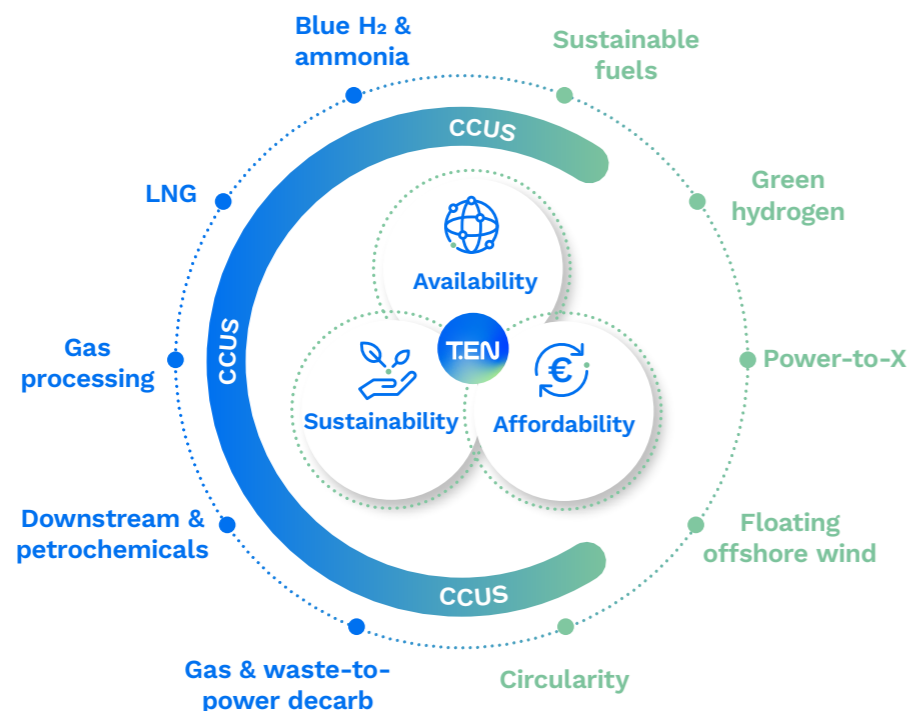 Blue H₂ &
ammonia
Sustainable
fuels
CCUS
LNG
Green
hydrogen
Availability
CCUS
T.EN
Gas
processing
Power-to-X
€
Sustainability
Affordability
Downstream &
petrochemicals
Floating
offshore wind
CCUS
Gas & waste-to-
power decarb
Circularity